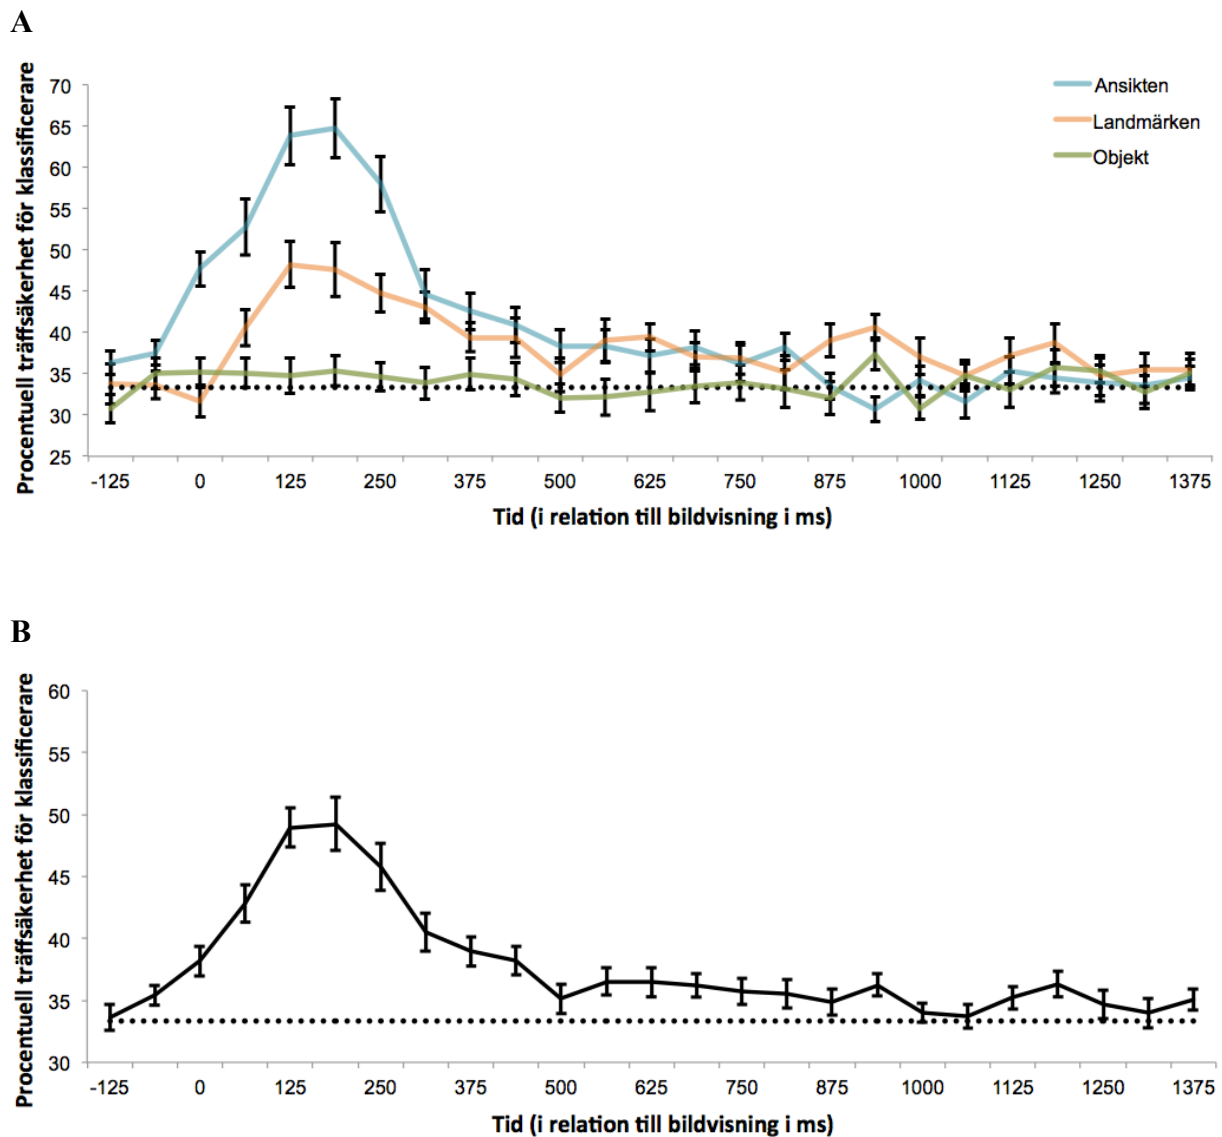 A
Procentuell träffsäkerhet för klassificerare
70
65
60
55
50
45
40
35
30
25
Ansikten
Landmärken
Objekt
-125 0 125 250 375 500 625 750 875 1000 1125 1250 1375
Tid (i relation till bildvisning i ms)
B
Procentuell träffsäkerhet för klassificerare
60
55
50
45
40
35
30
-125 0 125 250 375 500 625 750 875 1000 1125 1250 1375
Tid (i relation till bildvisning i ms)